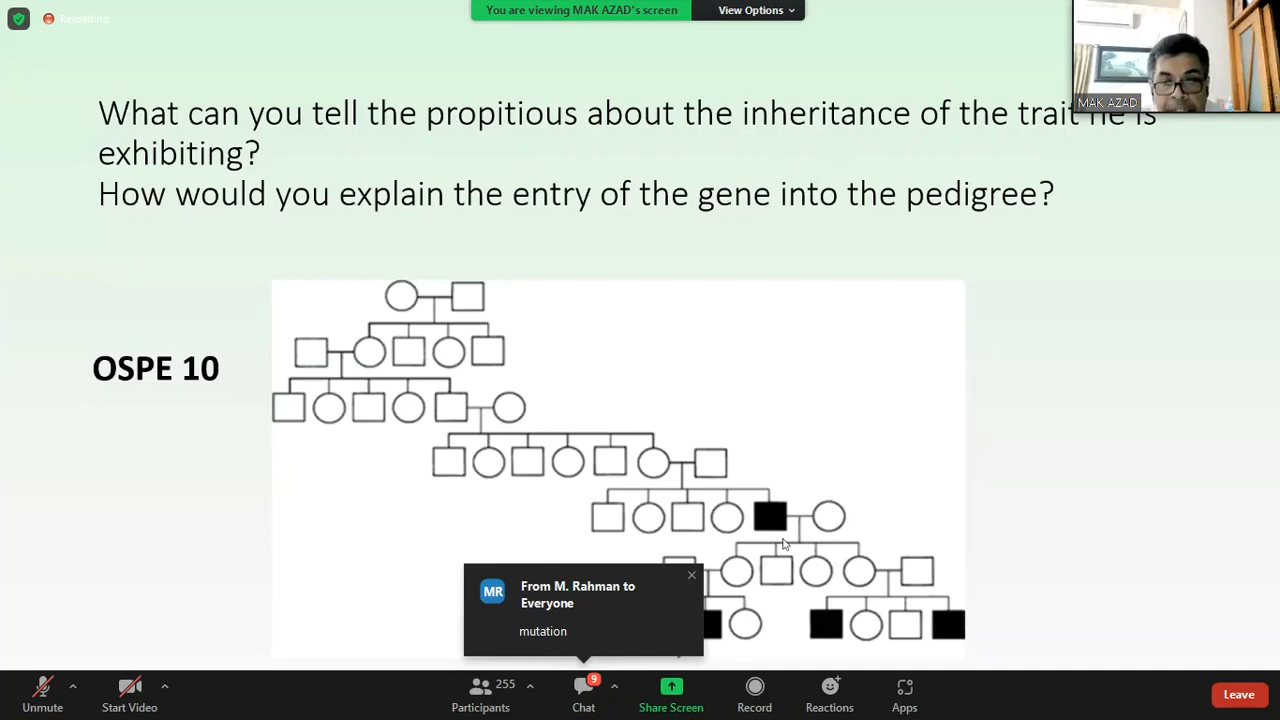 Recording
You are viewing MAK AZAD's screen
View Options
MAK AZAD
What can you tell the propitious about the inheritance of the trait he is
exhibiting?
How would you explain the entry of the gene into the pedigree?
OSPE 10
MR
From M. Rahman to
Everyone
mutation
Unmute
Start Video
255
Participants
9
Chat
Share Screen
Record
Reactions
Apps
Leave